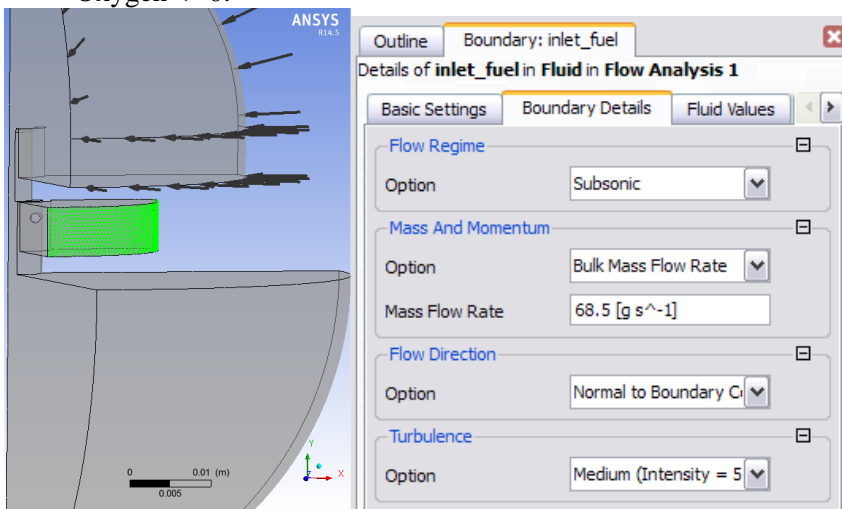 ANSYS
R14.5
0
0.01 (m)
0.005
Y
X
Outline
Boundary: inlet_fuel
Details of inlet_fuel in Fluid in Flow Analysis 1
Basic Settings
Boundary Details
Fluid Values
Flow Regime
Option
Subsonic
Mass And Momentum
Option
Bulk Mass Flow Rate
Mass Flow Rate
68.5 [g s^-1]
Flow Direction
Option
Normal to Boundary C
Turbulence
Option
Medium (Intensity = 5